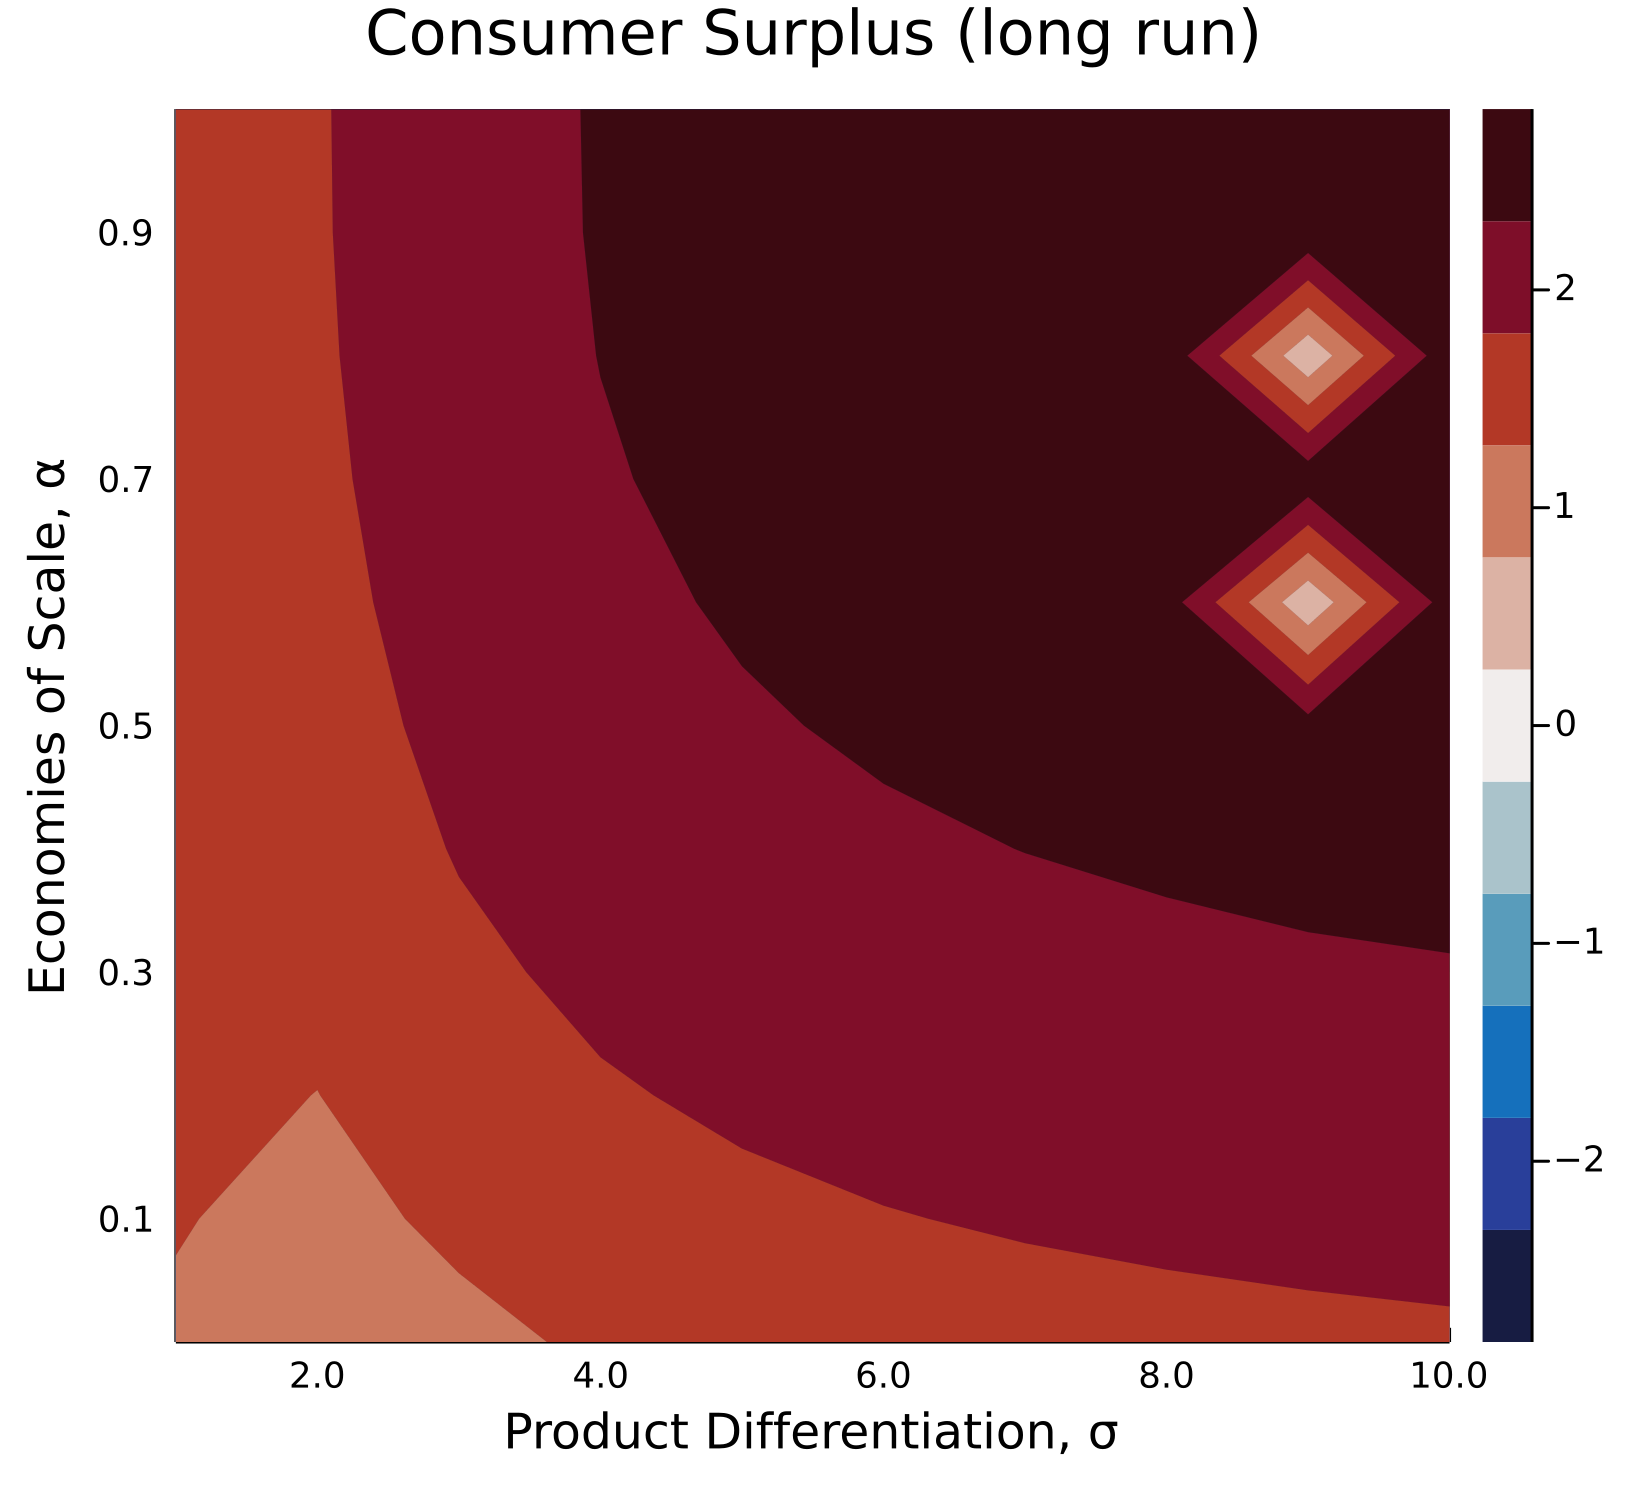 Consumer Surplus (long run)
Economies of Scale, α
0.9
0.7
0.5
0.3
0.1
2.0 4.0 6.0 8.0 10.0
Product Differentiation, σ
2
1
0
−1
−2